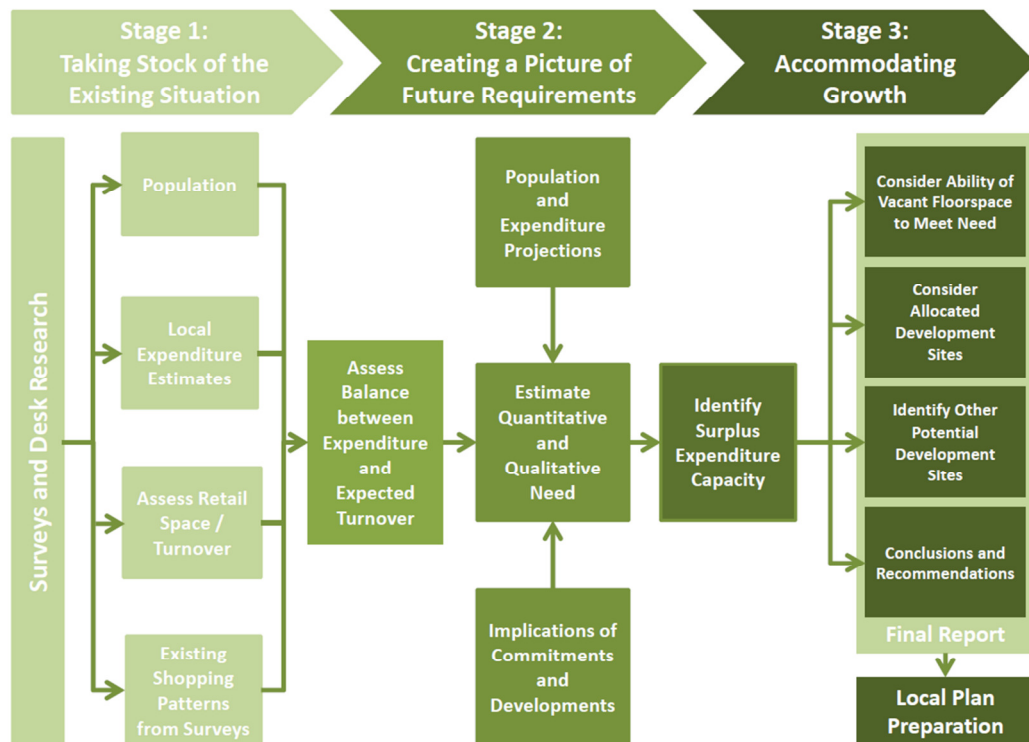 Stage 1:
Taking Stock of the
Existing Situation
Stage 2:
Creating a Picture of
Future Requirements
Stage 3:
Accommodating
Growth
Surveys and Desk Research
Population
Local
Expenditure
Estimates
Assess Retail
Space /
Turnover
Existing
Shopping
Patterns
from Surveys
Assess
Balance
between
Expenditure
and
Expected
Turnover
Population
and
Expenditure
Projections
Estimate
Quantitative
and
Qualitative
Need
Implications of
Commitments
and
Developments
Identify
Surplus
Expenditure
Capacity
Consider Ability of
Vacant Floorspace
to Meet Need
Consider
Allocated
Development
Sites
Identify Other
Potential
Development
Sites
Conclusions and
Recommendations
Final Report
Local Plan
Preparation